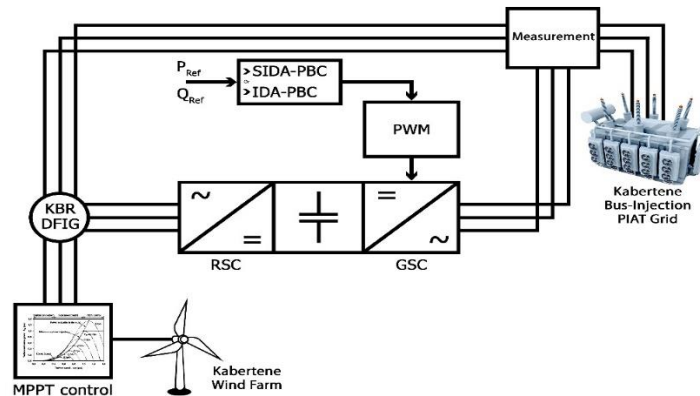 Measurement
P Ref
Q Ref
>SIDA-PBC
>IDA-PBC
PWM
Kabertene
Bus-Injection
PIAT Grid
KBR
DFIG
~
=
=
~
RSC
GSC
MPPT control
Kabertene
Wind Farm